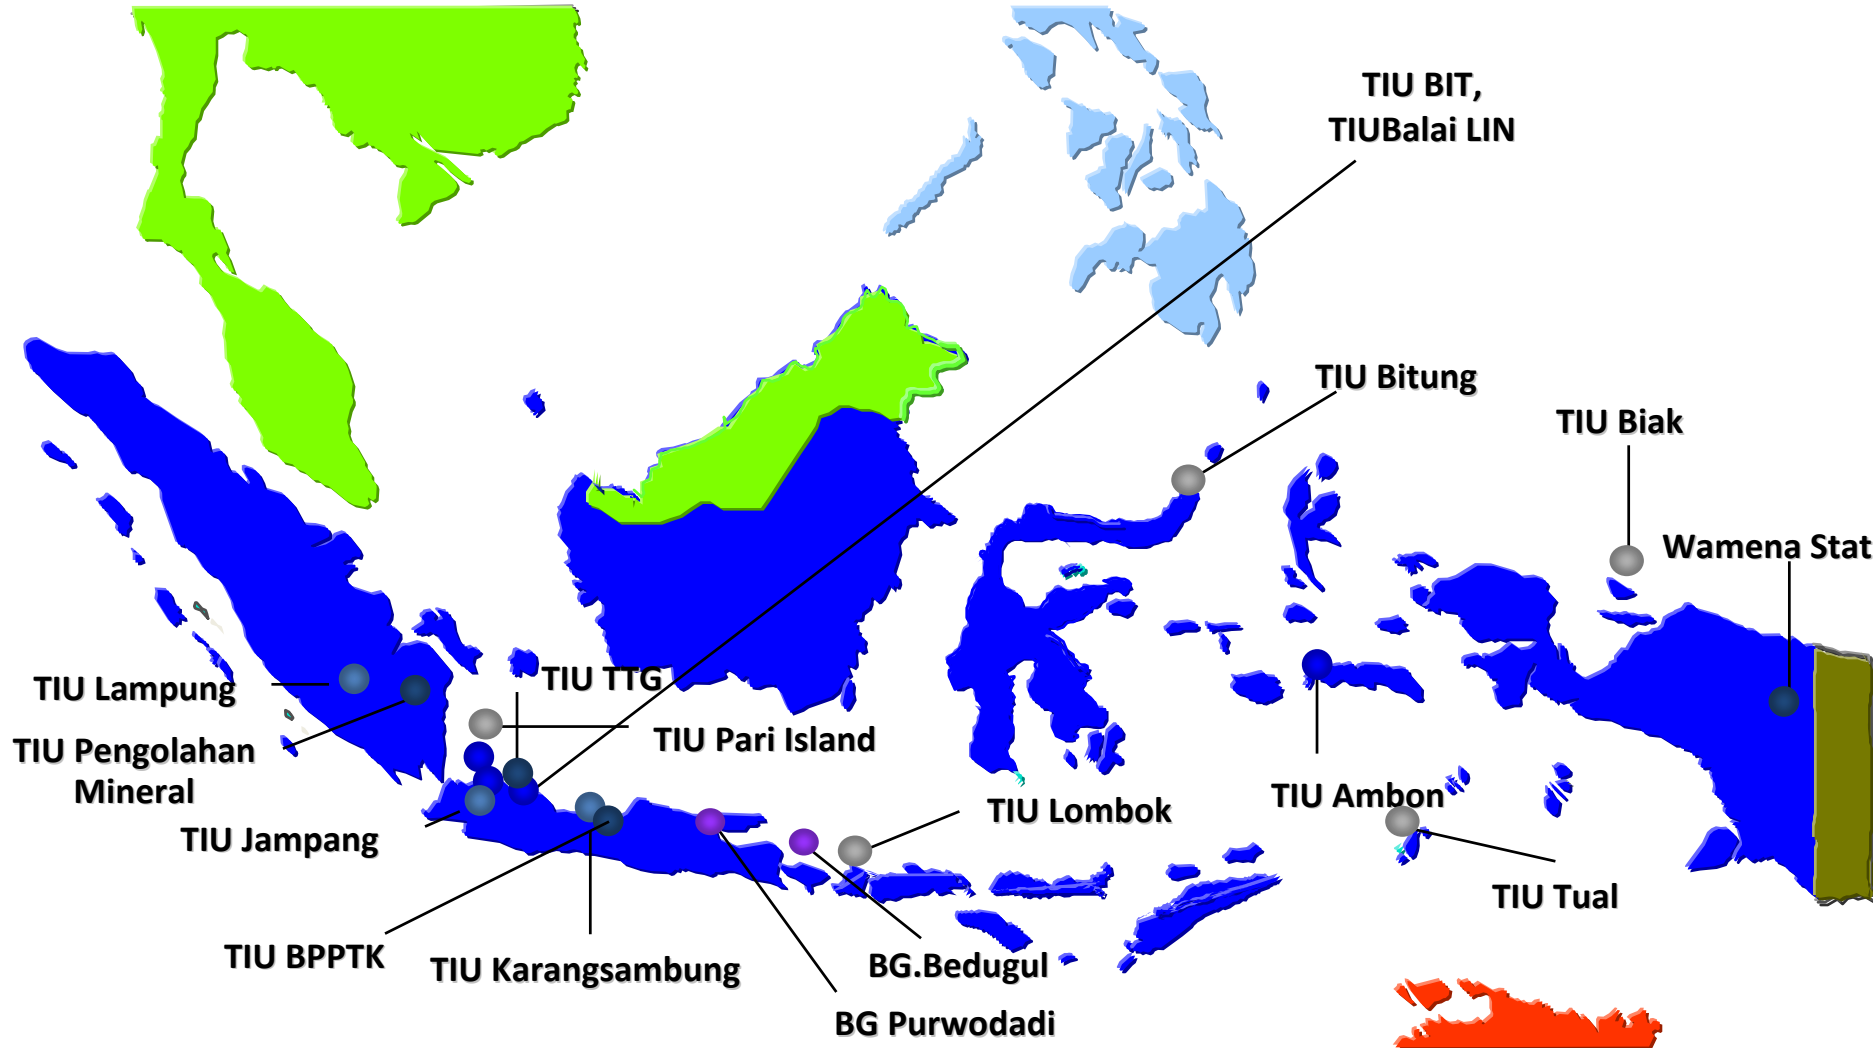 TIU BIT,
TIUBalai LIN
TIU Bitung
TIU Biak
Wamena Stat
TIU Lampung
TIU TTG
TIU Pari Island
TIU Pengolahan
Mineral
TIU Jampang
TIU Lombok
TIU Ambon
TIU Tual
TIU BPPTK
TIU Karangsambung
BG.Bedugul
BG Purwodadi